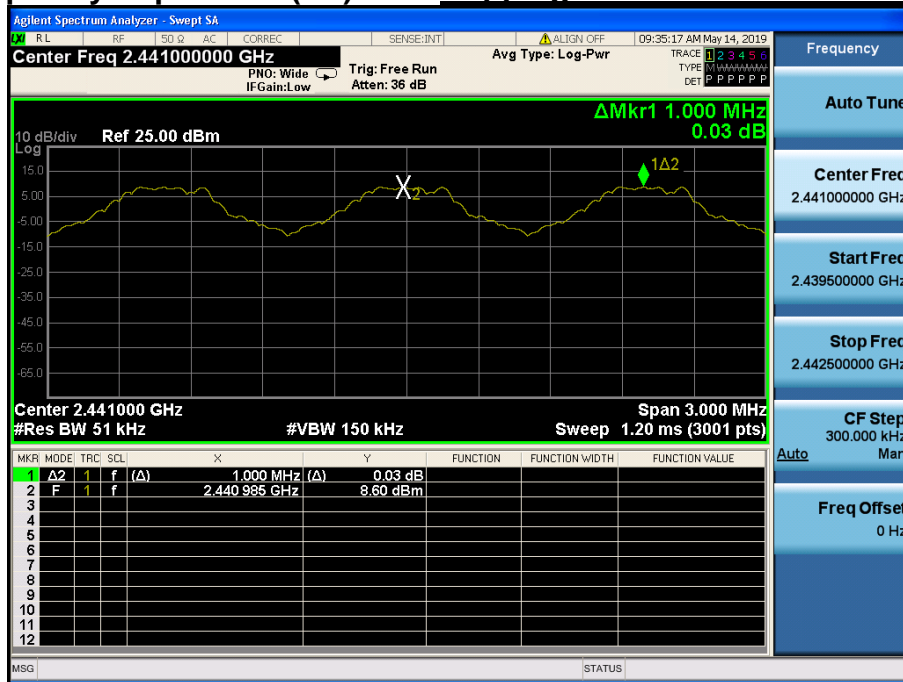 Agilent Spectrum Analyzer - Swept SA
LXI RL RF 50 Ω AC CORREC SENSE:INT ALIGN OFF 09:35:17 AM May 14, 2019
Center Freq 2.441000000 GHz
PNO: Wide
IFGain:Low
Trig: Free Run
Atten: 36 dB
Avg Type: Log-Pwr
TRACE 1 2 3 4 5 6
TYPE M W W W W W
DET P P P P P P
ΔMkr1 1.000 MHz
0.03 dB
10 dB/div Ref 25.00 dBm
Log
15.0
5.00
-5.00
-15.0
-25.0
-35.0
-45.0
-55.0
-65.0
1Δ2
X2
Center 2.441000 GHz Span 3.000 MHz
#Res BW 51 kHz #VBW 150 kHz Sweep 1.20 ms (3001 pts)
MKR MODE TRC SCL X Y FUNCTION FUNCTION WIDTH FUNCTION VALUE
1 Δ2 1 f (Δ) 1.000 MHz (Δ) 0.03 dB
2 F 1 f 2.440 985 GHz 8.60 dBm
3
4
5
6
7
8
9
10
11
12
MSG STATUS
Frequency
Auto Tune
Center Freq
2.441000000 GHz
Start Freq
2.439500000 GHz
Stop Freq
2.442500000 GHz
CF Step
300.000 kHz
Auto Man
Freq Offset
0 Hz